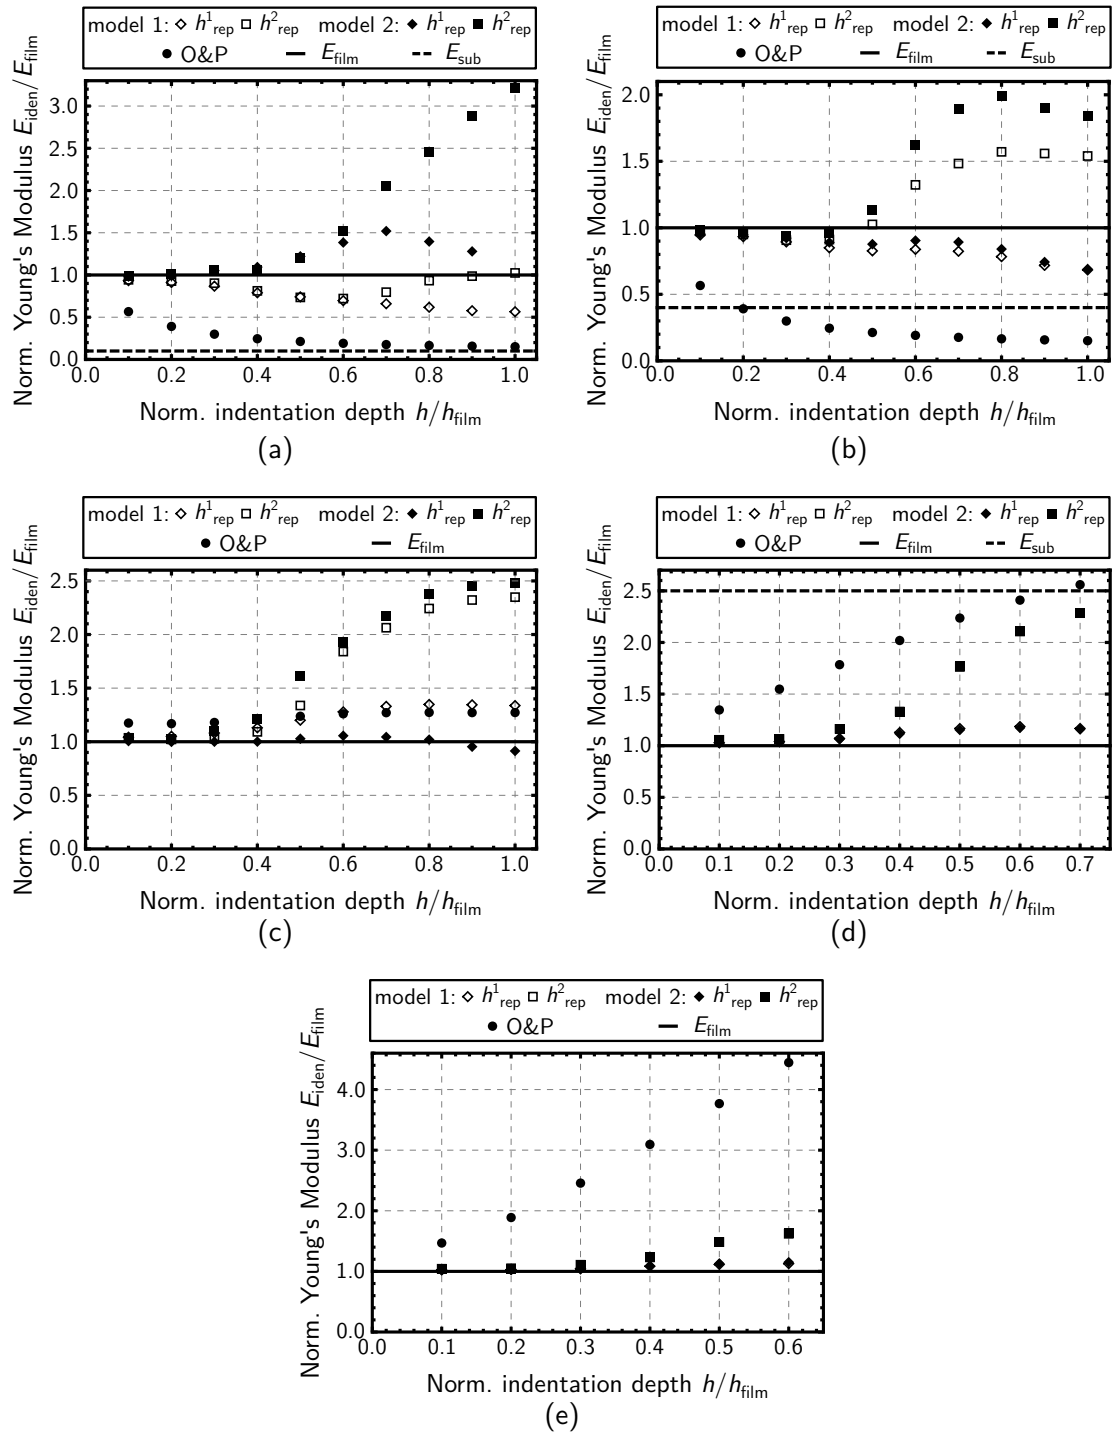 model 1: ◇ h¹rep □ h²rep model 2: ◆ h¹rep ■ h²rep
● O&P — Efilm --- Esub
Norm. Young's Modulus Eiden/Efilm
3.0
2.5
2.0
1.5
1.0
0.5
0.0
0.0 0.2 0.4 0.6 0.8 1.0
Norm. indentation depth h/hfilm
(a)
model 1: ◇ h¹rep □ h²rep model 2: ◆ h¹rep ■ h²rep
● O&P — Efilm --- Esub
Norm. Young's Modulus Eiden/Efilm
2.0
1.5
1.0
0.5
0.0
0.0 0.2 0.4 0.6 0.8 1.0
Norm. indentation depth h/hfilm
(b)
model 1: ◇ h¹rep □ h²rep model 2: ◆ h¹rep ■ h²rep
● O&P — Efilm
Norm. Young's Modulus Eiden/Efilm
2.5
2.0
1.5
1.0
0.5
0.0
0.0 0.2 0.4 0.6 0.8 1.0
Norm. indentation depth h/hfilm
(c)
model 1: ◇ h¹rep □ h²rep model 2: ◆ h¹rep ■ h²rep
● O&P — Efilm --- Esub
Norm. Young's Modulus Eiden/Efilm
2.5
2.0
1.5
1.0
0.5
0.0
0.0 0.1 0.2 0.3 0.4 0.5 0.6 0.7
Norm. indentation depth h/hfilm
(d)
model 1: ◇ h¹rep □ h²rep model 2: ◆ h¹rep ■ h²rep
● O&P — Efilm
Norm. Young's Modulus Eiden/Efilm
4.0
3.0
2.0
1.0
0.0
0.0 0.1 0.2 0.3 0.4 0.5 0.6
Norm. indentation depth h/hfilm
(e)